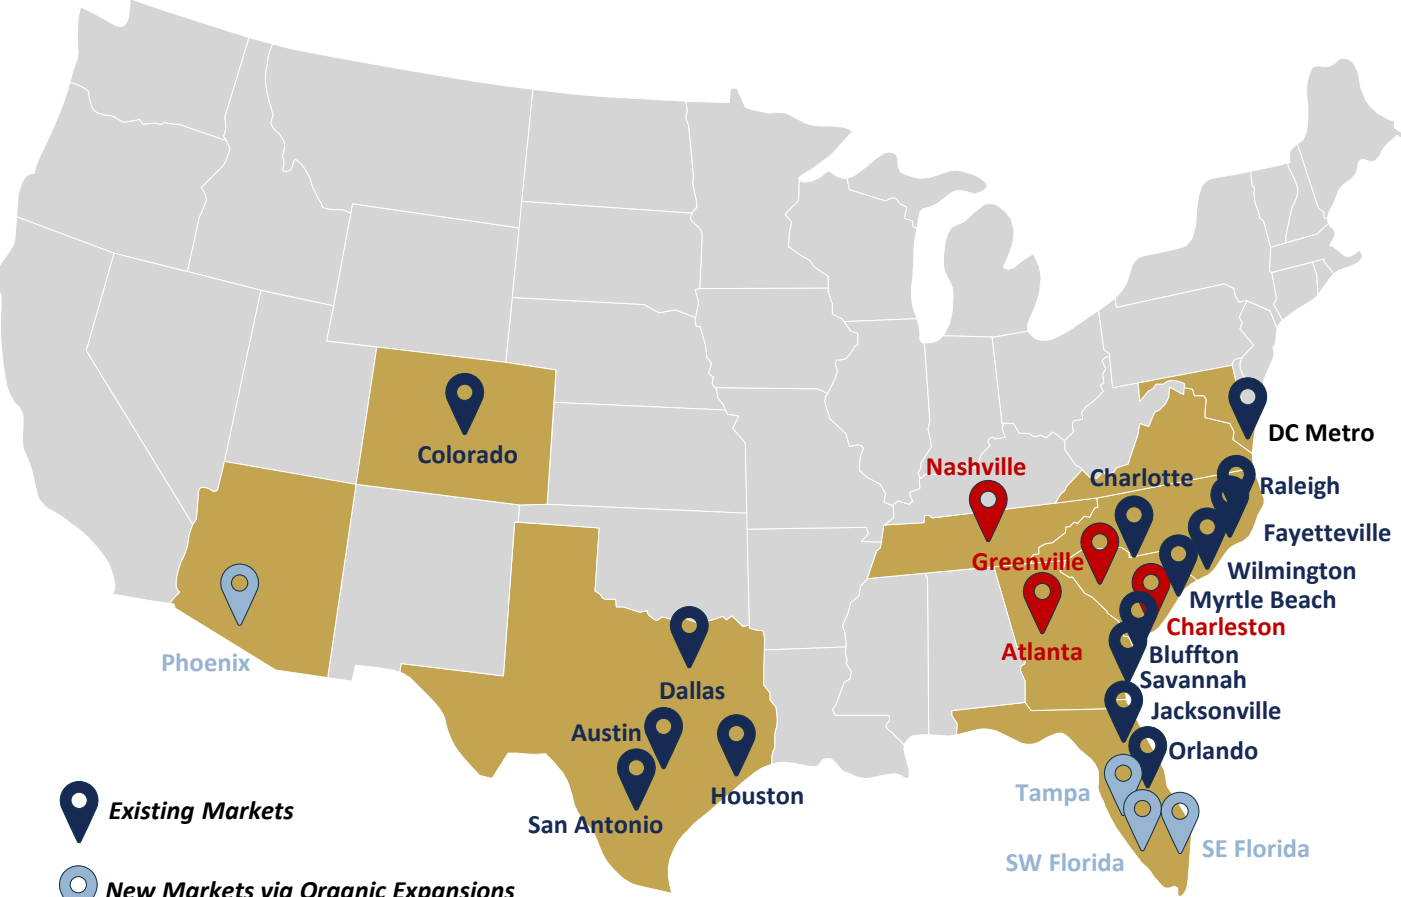 Colorado
DC Metro
Nashville
Charlotte
Raleigh
Fayetteville
Greenville
Wilmington
Myrtle Beach
Charleston
Atlanta
Bluffton
Phoenix
Savannah
Dallas
Jacksonville
Austin
Orlando
Tampa
Houston
Existing Markets
San Antonio
SE Florida
SW Florida
New Markets via Organic Expansions